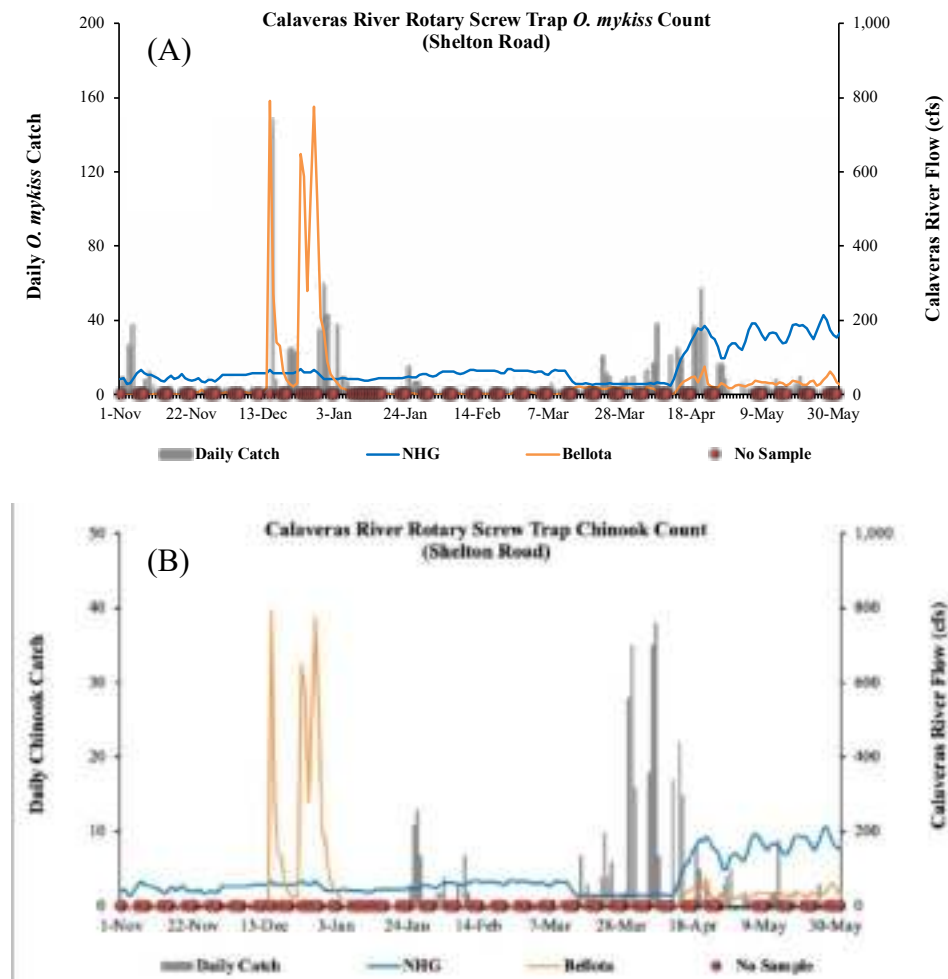 Calaveras River Rotary Screw Trap O. mykiss Count
(Shelton Road)
(A)
200
160
120
80
40
0
Daily O. mykiss Catch
1,000
800
600
400
200
0
Calaveras River Flow (cfs)
1-Nov 22-Nov 13-Dec 3-Jan 24-Jan 14-Feb 7-Mar 28-Mar 18-Apr 9-May 30-May
Daily Catch NHG Bellota No Sample
Calaveras River Rotary Screw Trap Chinook Count
(Shelton Road)
(B)
50
40
30
20
10
0
Daily Chinook Catch
1,000
800
600
400
200
0
Calaveras River Flow (cfs)
1-Nov 22-Nov 13-Dec 3-Jan 24-Jan 14-Feb 7-Mar 28-Mar 18-Apr 9-May 30-May
Daily Catch NHG Bellota No Sample